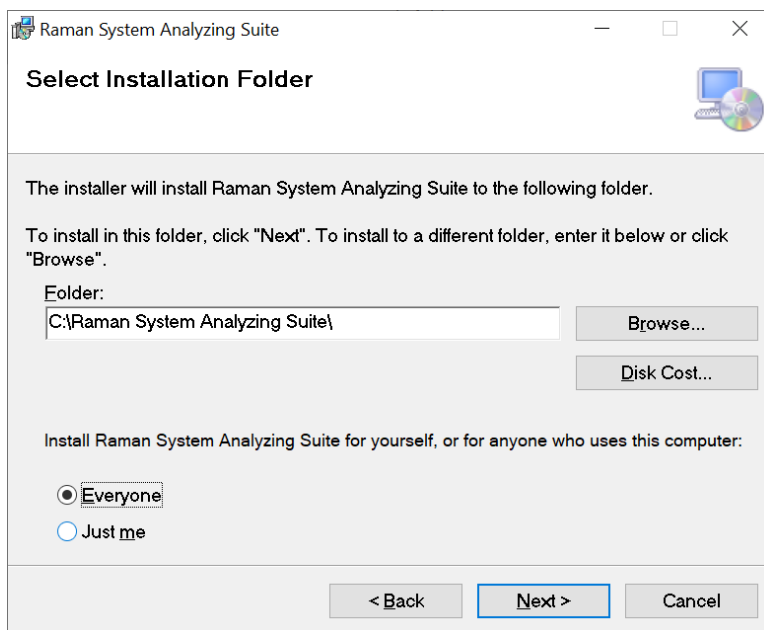 Raman System Analyzing Suite
Select Installation Folder
The installer will install Raman System Analyzing Suite to the following folder.
To install in this folder, click "Next". To install to a different folder, enter it below or click
"Browse".
Folder:
C:\Raman System Analyzing Suite\
Browse...
Disk Cost...
Install Raman System Analyzing Suite for yourself, or for anyone who uses this computer:
Everyone
Just me
< Back
Next >
Cancel